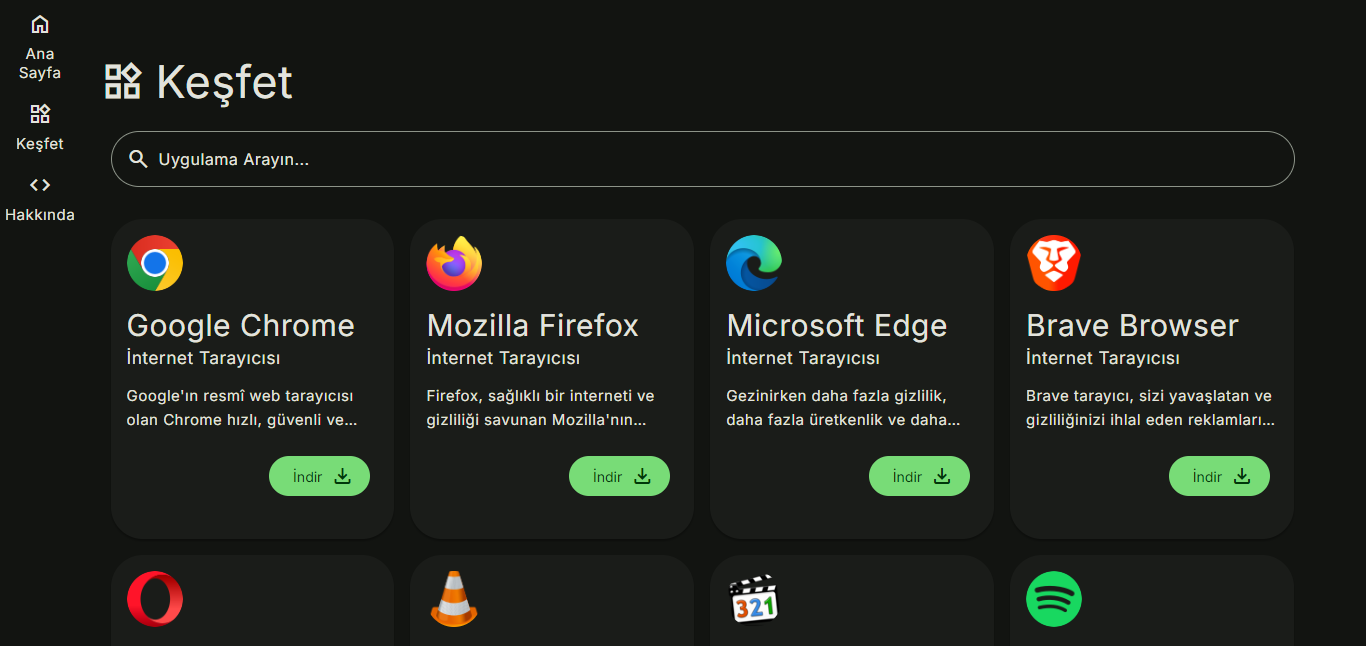 Ana
Sayfa
Keşfet
Hakkında
Keşfet
Uygulama Arayın...
Google Chrome
İnternet Tarayıcısı
Google'ın resmî web tarayıcısı
olan Chrome hızlı, güvenli ve...
İndir
Mozilla Firefox
İnternet Tarayıcısı
Firefox, sağlıklı bir interneti ve
gizliliği savunan Mozilla'nın...
İndir
Microsoft Edge
İnternet Tarayıcısı
Gezinirken daha fazla gizlilik,
daha fazla üretkenlik ve daha...
İndir
Brave Browser
İnternet Tarayıcısı
Brave tarayıcı, sizi yavaşlatan ve
gizliliğinizi ihlal eden reklamları...
İndir
321